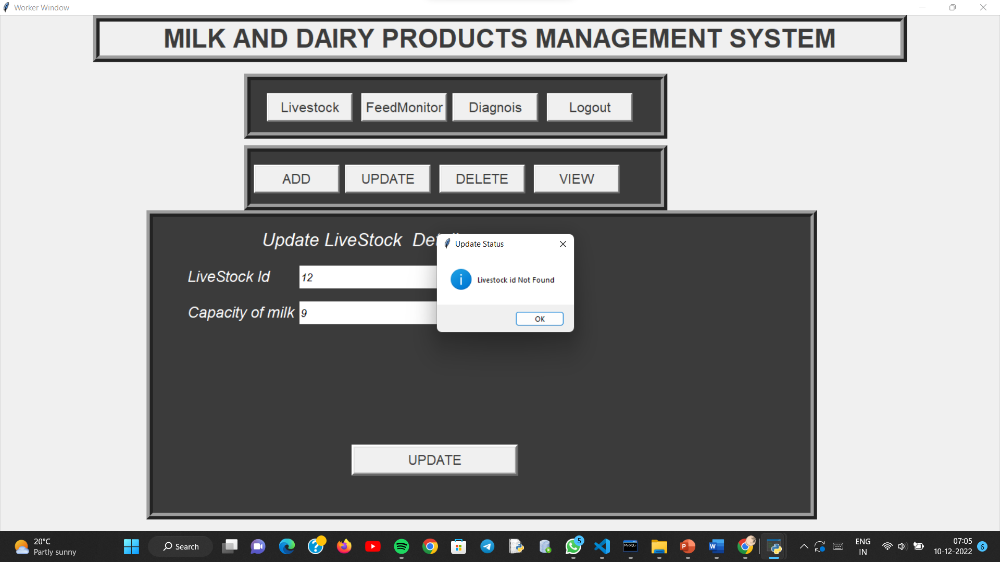 Worker Window
MILK AND DAIRY PRODUCTS MANAGEMENT SYSTEM
Livestock FeedMonitor Diagnois Logout
ADD UPDATE DELETE VIEW
Update LiveStock
Update Status
LiveStock Id 12
Livestock id Not Found
Capacity of milk 9
OK
UPDATE
20°C
Partly sunny
Search
5
MySQL
ENG
IN
07:05
10-12-2022
6